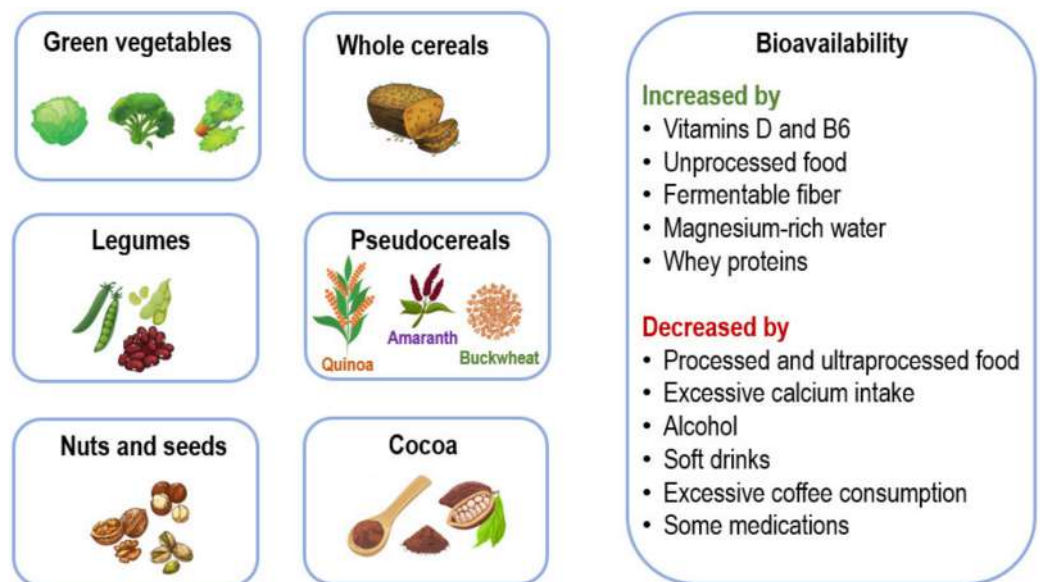 Green vegetables
Whole cereals
Legumes
Pseudocereals
Quinoa
Amaranth
Buckwheat
Nuts and seeds
Cocoa
Bioavailability
Increased by
• Vitamins D and B6
• Unprocessed food
• Fermentable fiber
• Magnesium-rich water
• Whey proteins
Decreased by
• Processed and ultraprocessed food
• Excessive calcium intake
• Alcohol
• Soft drinks
• Excessive coffee consumption
• Some medications